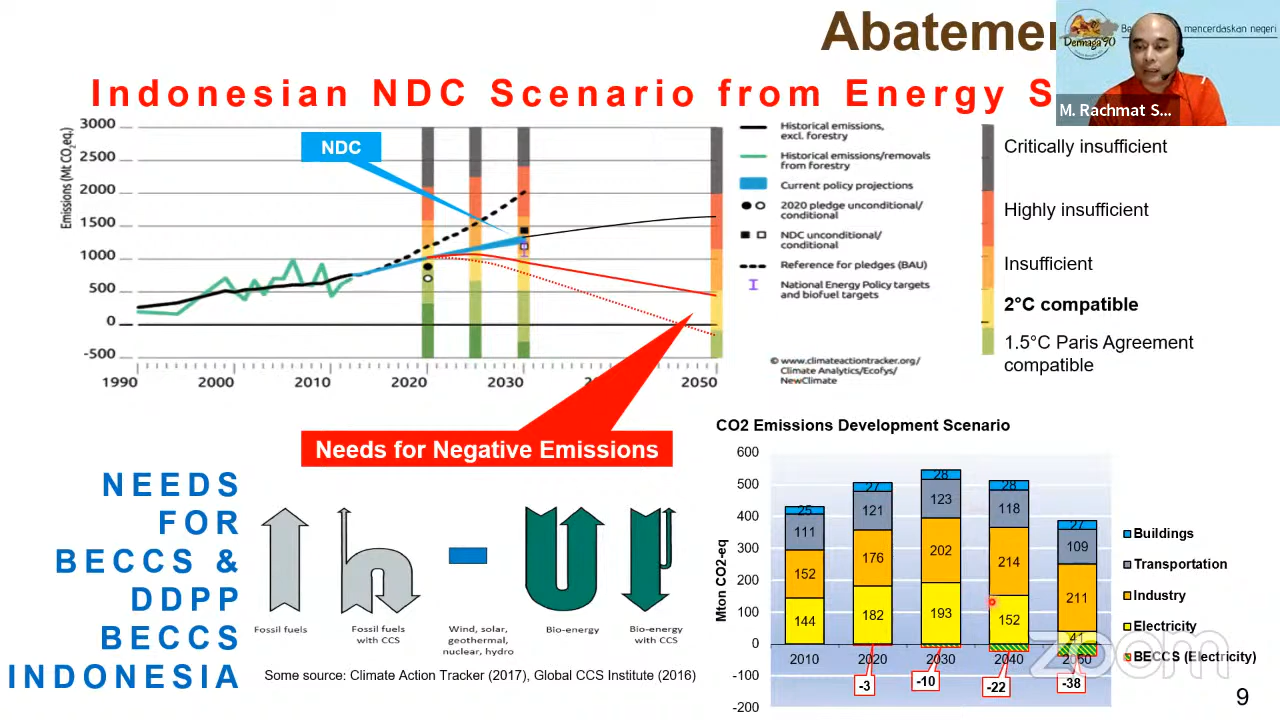 Abatemen
Be
mencerdaskan negeri
Dermaga 90
M. Rachmat S...
Indonesian NDC Scenario from Energy S
Emissions (Mt CO2eq.)
3000
2500
2000
1500
1000
500
0
-500
1990
2000
2010
2020
2030
2050
NDC
Historical emissions,
excl. forestry
Historical emissions/removals
from forestry
Current policy projections
2020 pledge unconditional/
conditional
NDC unconditional/
conditional
Reference for pledges (BAU)
National Energy Policy targets
and biofuel targets
© www.climateactiontracker.org/
Climate Analytics/Ecofys/
NewClimate
Critically insufficient
Highly insufficient
Insufficient
2°C compatible
1.5°C Paris Agreement
compatible
Needs for Negative Emissions
NEEDS
FOR
BECCS &
DDPP
BECCS
INDONESIA
Fossil fuels
Fossil fuels
with CCS
Wind, solar,
geothermal,
nuclear, hydro
Bio-energy
Bio-energy
with CCS
Some source: Climate Action Tracker (2017), Global CCS Institute (2016)
CO2 Emissions Development Scenario
Mton CO2-eq
600
500
400
300
200
100
0
-100
-200
25
111
152
144
27
121
176
182
28
123
202
193
28
118
214
152
27
109
211
41
2010
2020
2030
2040
2050
-3
-10
-22
-38
Buildings
Transportation
Industry
Electricity
BECCS (Electricity)
zoom
9